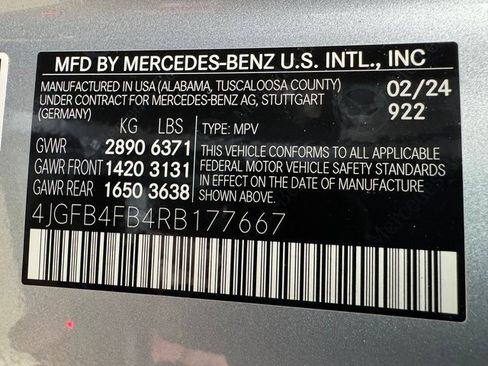 MFD BY MERCEDES-BENZ U.S. INTL., INC
MANUFACTURED IN USA (ALABAMA, TUSCALOOSA COUNTY) 02/24
UNDER CONTRACT FOR MERCEDES-BENZ AG, STUTTGART 922
(GERMANY)
KG LBS TYPE: MPV
GVWR 2890 6371
GAWR FRONT 1420 3131
GAWR REAR 1650 3638
THIS VEHICLE CONFORMS TO ALL APPLICABLE
FEDERAL MOTOR VEHICLE SAFETY STANDARDS
IN EFFECT ON THE DATE OF MANUFACTURE
SHOWN ABOVE.
4JGFB4FB4RB177667